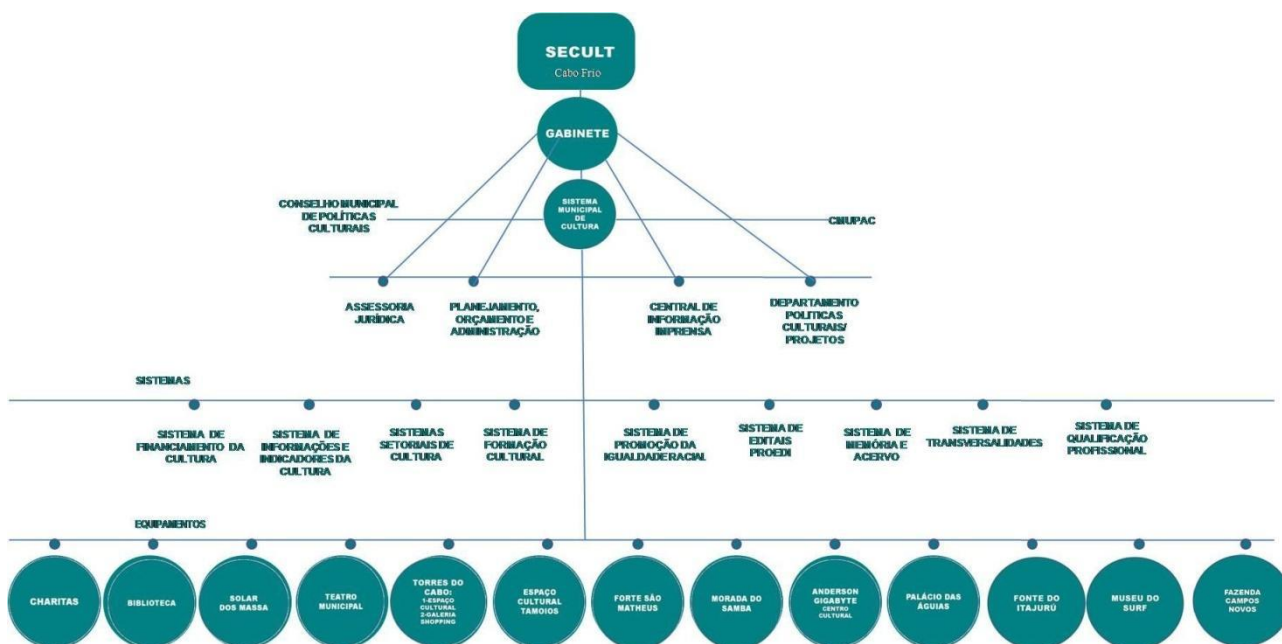 SECULT
Cabo Frio
GABINETE
CONSELHO MUNICIPAL
DE POLÍTICAS
CULTURAIS
SISTEMA
MUNICIPAL
DE
CULTURA
CMUPAC
ASSESSORIA
JURÍDICA
PLANEJAMENTO,
ORÇAMENTO E
ADMINISTRAÇÃO
CENTRAL DE
INFORMAÇÃO
IMPRENSA
DEPARTAMENTO
POLITICAS
CULTURAIS/
PROJETOS
SISTEMAS
SISTEMA DE
FINANCIAMENTO DA
CULTURA
SISTEMA DE
INFORMAÇÕES E
INDICADORES DA
CULTURA
SISTEMAS
SETORIAIS DE
CULTURA
SISTEMA DE
FORMAÇÃO
CULTURAL
SISTEMA DE
PROMOÇÃO DA
IGUALDADE RACIAL
SISTEMA DE
EDITAIS
PROEDI
SISTEMA DE
MEMÓRIA E
ACERVO
SISTEMA DE
TRANSVERSALIDADES
SISTEMA DE
QUALIFICAÇÃO
PROFISSIONAL
EQUIPAMENTOS
CHARITAS
BIBLIOTECA
SOLAR
DOS MASSA
TEATRO
MUNICIPAL
TORRES DO
CABO:
1-ESPAÇO
CULTURAL
2-GALERIA
SHOPPING
ESPAÇO
CULTURAL
TAMOIOS
FORTE SÃO
MATHEUS
MORADA DO
SAMBA
ANDERSON
GIGABYTE
CENTRO
CULTURAL
PALÁCIO DAS
ÁGUIAS
FONTE DO
ITAJURÚ
MUSEU DO
SURF
FAZENDA
CAMPOS
NOVOS